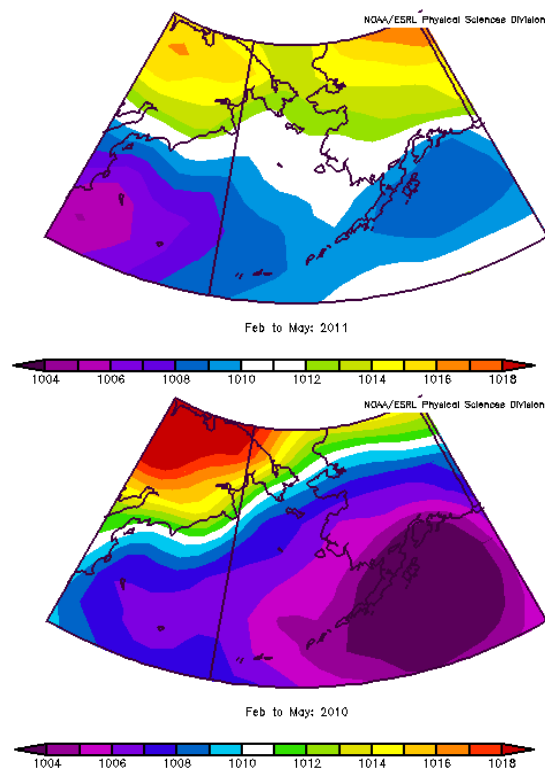 NOAA/ESRL Physical Sciences Division
Feb to May: 2011
1004 1006 1008 1010 1012 1014 1016 1018
NOAA/ESRL Physical Sciences Division
Feb to May: 2010
1004 1006 1008 1010 1012 1014 1016 1018